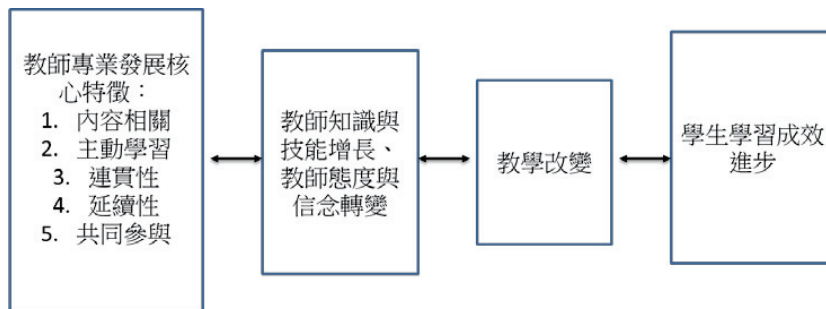 教師專業發展核
心特徵：
1. 內容相關
2. 主動學習
3. 連貫性
4. 延續性
5. 共同參與
教師知識與
技能增長、
教師態度與
信念轉變
教學改變
學生學習成效
進步